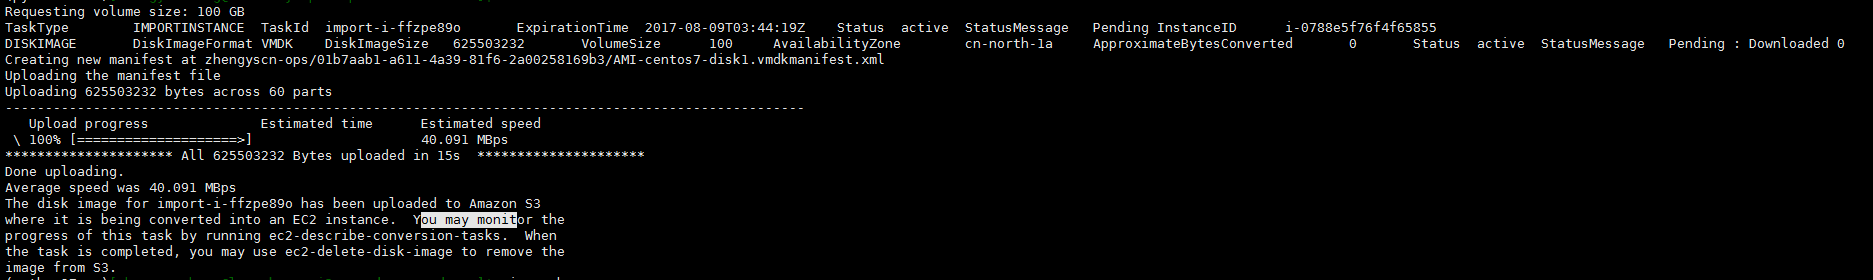 Requesting volume size: 100 GB
TaskType IMPORTINSTANCE TaskId import-i-ffzpe89o ExpirationTime 2017-08-09T03:44:19Z Status active StatusMessage Pending InstanceID i-0788e5f76f4f65855
DISKIMAGE DiskImageFormat VMDK DiskImageSize 625503232 VolumeSize 100 AvailabilityZone cn-north-1a ApproximateBytesConverted 0 Status active StatusMessage Pending : Downloaded 0
Creating new manifest at zhengyscn-ops/01b7aab1-a611-4a39-81f6-2a00258169b3/AMI-centos7-disk1.vmdkmanifest.xml
Uploading the manifest file
Uploading 625503232 bytes across 60 parts
----------------------------------------------------------------------------------------------------
Upload progress Estimated time Estimated speed
\ 100% [====================>] 40.091 MBps
********************* All 625503232 Bytes uploaded in 15s *********************
Done uploading.
Average speed was 40.091 MBps
The disk image for import-i-ffzpe89o has been uploaded to Amazon S3
where it is being converted into an EC2 instance. You may monitor the
progress of this task by running ec2-describe-conversion-tasks. When
the task is completed, you may use ec2-delete-disk-image to remove the
image from S3.